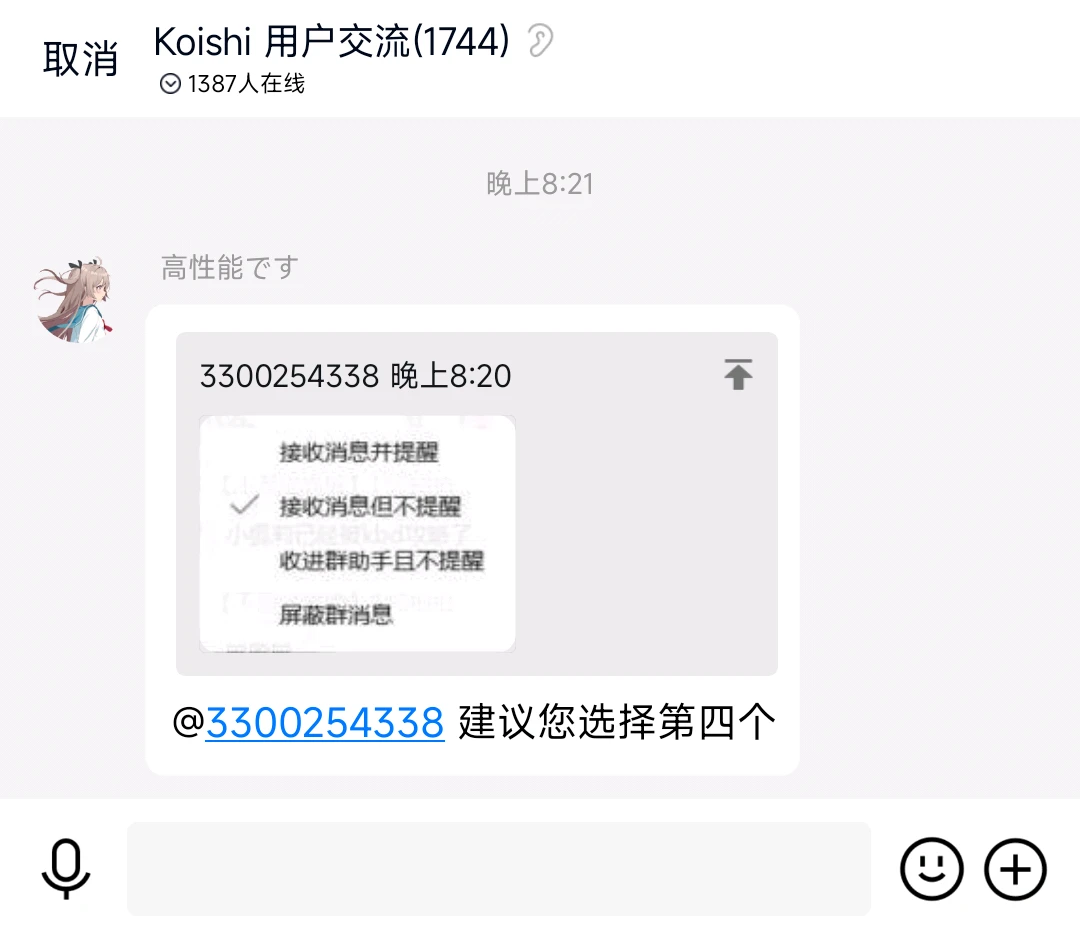 取消
Koishi 用户交流(1744)
1387人在线
晚上8:21
高性能です
3300254338 晚上8:20
接收消息并提醒
接收消息但不提醒
收进群助手且不提醒
屏蔽群消息
@3300254338 建议您选择第四个